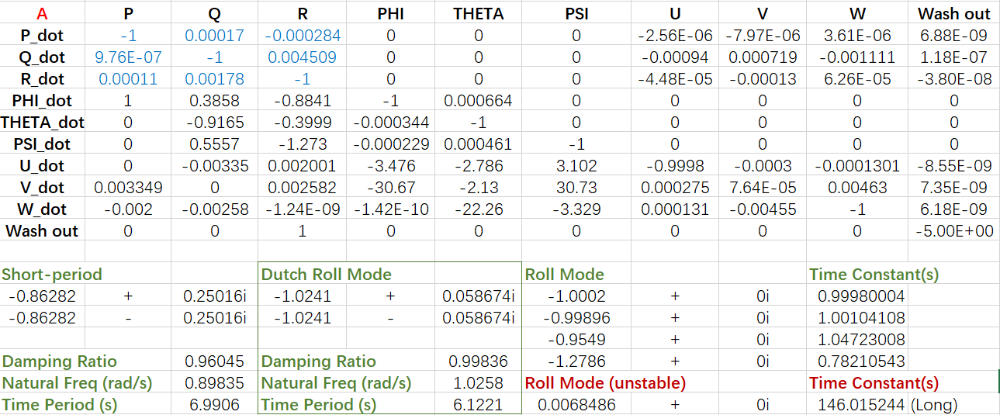 A P Q R PHI THETA PSI U V W Wash out
P_dot -1 0.00017 -0.000284 0 0 0 -2.56E-06 -7.97E-06 3.61E-06 6.88E-09
Q_dot 9.76E-07 -1 0.004509 0 0 0 -0.00094 0.000719 -0.001111 1.18E-07
R_dot 0.00011 0.00178 -1 0 0 0 -4.48E-05 -0.00013 6.26E-05 -3.80E-08
PHI_dot 1 0.3858 -0.8841 -1 0.000664 0 0 0 0 0
THETA_dot 0 -0.9165 -0.3999 -0.000344 -1 0 0 0 0 0
PSI_dot 0 0.5557 -1.273 -0.000229 0.000461 -1 0 0 0 0
U_dot 0 -0.00335 0.002001 -3.476 -2.786 3.102 -0.9998 -0.0003 -0.0001301 -8.55E-09
V_dot 0.003349 0 0.002582 -30.67 -2.13 30.73 0.000275 7.64E-05 0.00463 7.35E-09
W_dot -0.002 -0.00258 -1.24E-09 -1.42E-10 -22.26 -3.329 0.000131 -0.00455 -1 6.18E-09
Wash out 0 0 1 0 0 0 0 0 0 -5.00E+00
Short-period Dutch Roll Mode Roll Mode Time Constant(s)
-0.86282 + 0.25016i -1.0241 + 0.058674i -1.0002 + 0i 0.99980004
-0.86282 - 0.25016i -1.0241 - 0.058674i -0.99896 + 0i 1.00104108
-0.9549 + 0i 1.04723008
Damping Ratio 0.96045 Damping Ratio 0.99836 -1.2786 + 0i 0.78210543
Natural Freq (rad/s) 0.89835 Natural Freq (rad/s) 1.0258 Roll Mode (unstable) Time Constant(s)
Time Period (s) 6.9906 Time Period (s) 6.1221 0.0068486 + 0i 146.015244 (Long)